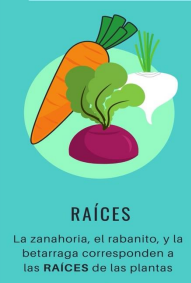 RAÍCES
La zanahoria, el rabanito, y la
betarraga corresponden a
las RAÍCES de las plantas